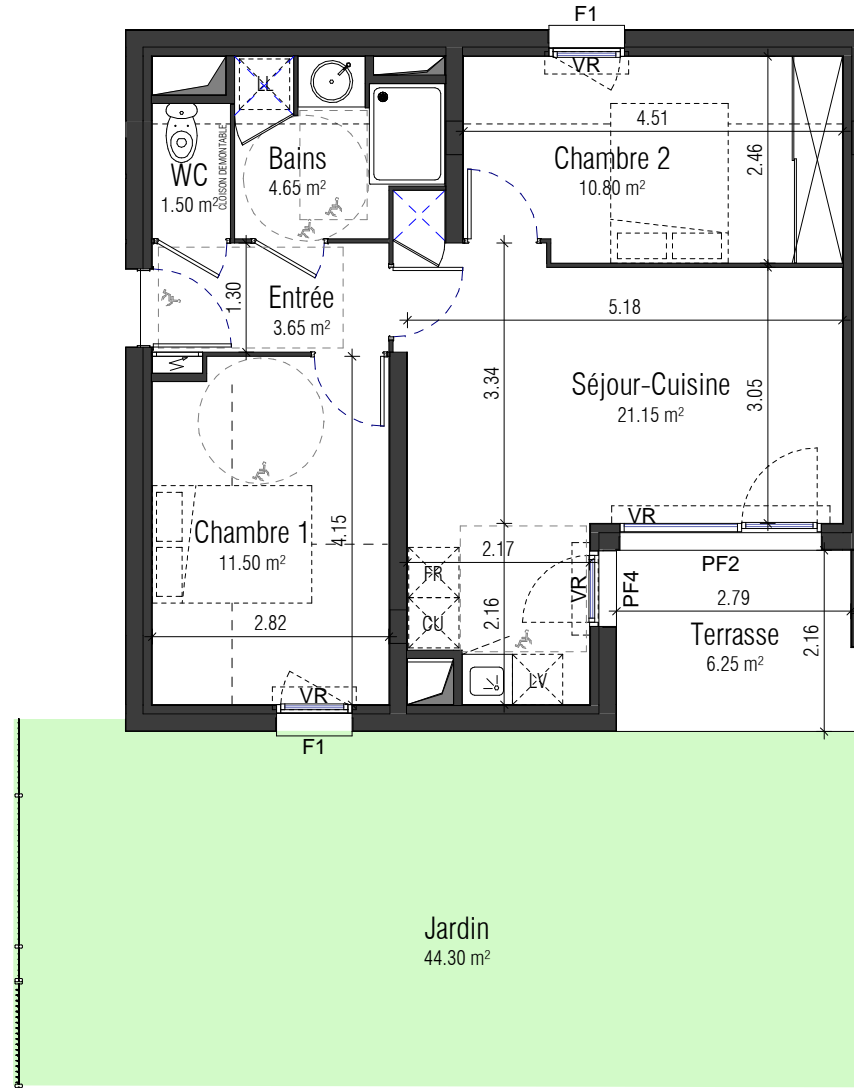 F1
VR
LL
4.51
Chambre 2
10.80 m²
2.46
WC
1.50 m²
CLOISON DEMONTABLE
Bains
4.65 m²
1.30
Entrée
3.65 m²
5.18
3.34
Séjour-Cuisine
21.15 m²
3.05
Chambre 1
11.50 m²
4.15
2.82
VR
F1
VR
FR
CU
2.17
2.16
LV
VR
PF4
PF2
2.79
Terrasse
6.25 m²
2.16
Jardin
44.30 m²